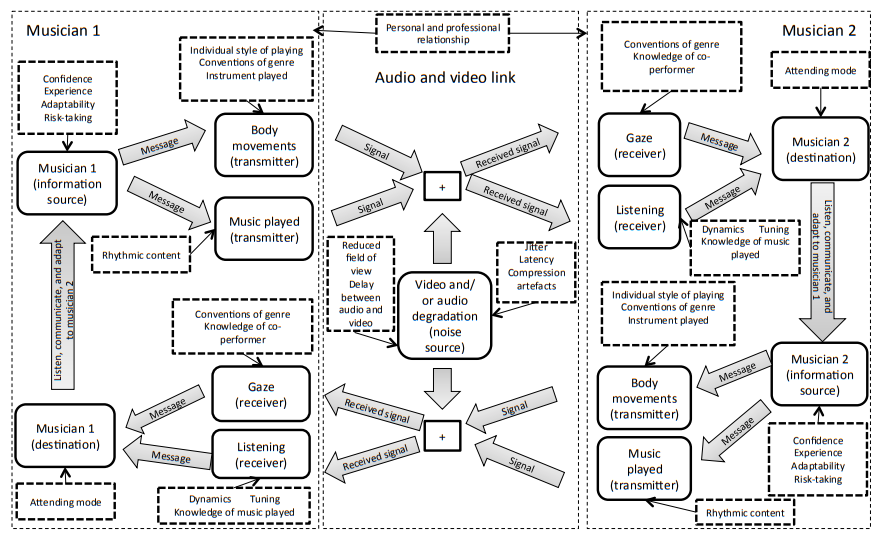 Musician 1
Personal and professional
relationship
Musician 2
Individual style of playing
Conventions of genre
Instrument played
Conventions of genre
Knowledge of co-
performer
Audio and video link
Confidence
Experience
Adaptability
Risk-taking
Attending mode
Body
movements
(transmitter)
Message
Musician 1
(information
source)
Message
Music played
(transmitter)
Rhythmic content
Listen, communicate, and adapt
to musician 2
Signal
Signal
+
Received signal
Received signal
Gaze
(receiver)
Message
Musician 2
(destination)
Listening
(receiver)
Message
Dynamics Tuning
Knowledge of music
played
Listen, communicate, and
adapt to musician 1
Reduced
field of
view
Delay
between
audio and
video
Jitter
Latency
Compression
artefacts
Video and/
or audio
degradation
(noise
source)
Conventions of genre
Knowledge of co-
performer
Gaze
(receiver)
Message
Musician 1
(destination)
Listening
(receiver)
Message
Attending mode
Dynamics Tuning
Knowledge of music played
Received signal
Received signal
+
Signal
Signal
Individual style of playing
Conventions of genre
Instrument played
Body
movements
(transmitter)
Message
Musician 2
(information
source)
Music
played
(transmitter)
Message
Confidence
Experience
Adaptability
Risk-taking
Rhythmic content